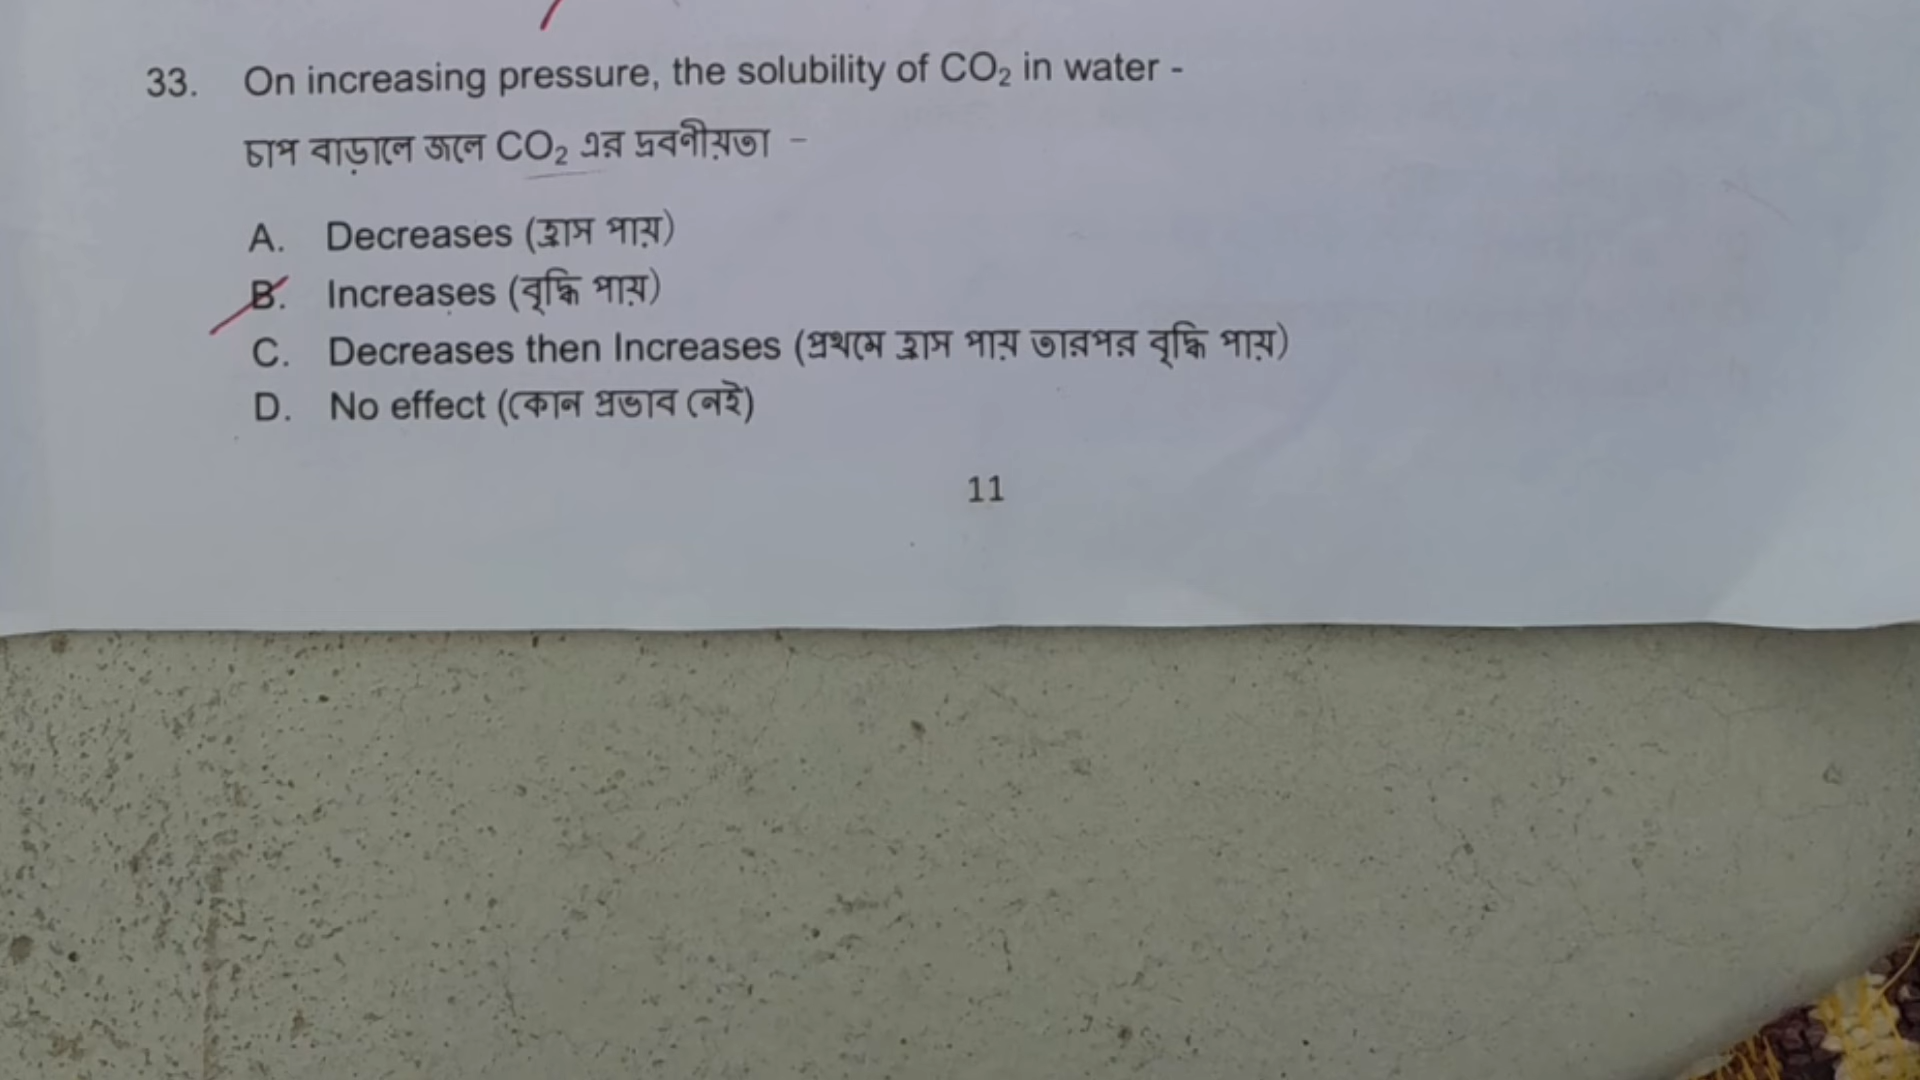 33. On increasing pressure, the solubility of CO₂ in water -
চাপ বাড়ালে জলে CO₂ এর দ্রবণীয়তা –
A. Decreases (হ্রাস পায়)
B. Increases (বৃদ্ধি পায়)
C. Decreases then Increases (প্রথমে হ্রাস পায় তারপর বৃদ্ধি পায়)
D. No effect (কোন প্রভাব নেই)
11